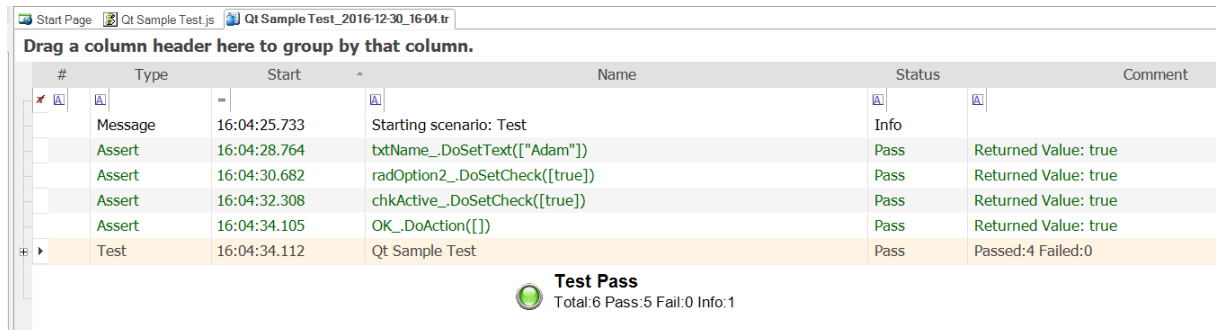 Start Page Qt Sample Test.js Qt Sample Test_2016-12-30_16-04.tr
Drag a column header here to group by that column.
# Type Start Name Status Comment
A A = A A A
Message 16:04:25.733 Starting scenario: Test Info
Assert 16:04:28.764 txtName_.DoSetText(["Adam"]) Pass Returned Value: true
Assert 16:04:30.682 radOption2_.DoSetCheck([true]) Pass Returned Value: true
Assert 16:04:32.308 chkActive_.DoSetCheck([true]) Pass Returned Value: true
Assert 16:04:34.105 OK_.DoAction([]) Pass Returned Value: true
Test 16:04:34.112 Qt Sample Test Pass Passed:4 Failed:0
Test Pass
Total:6 Pass:5 Fail:0 Info:1